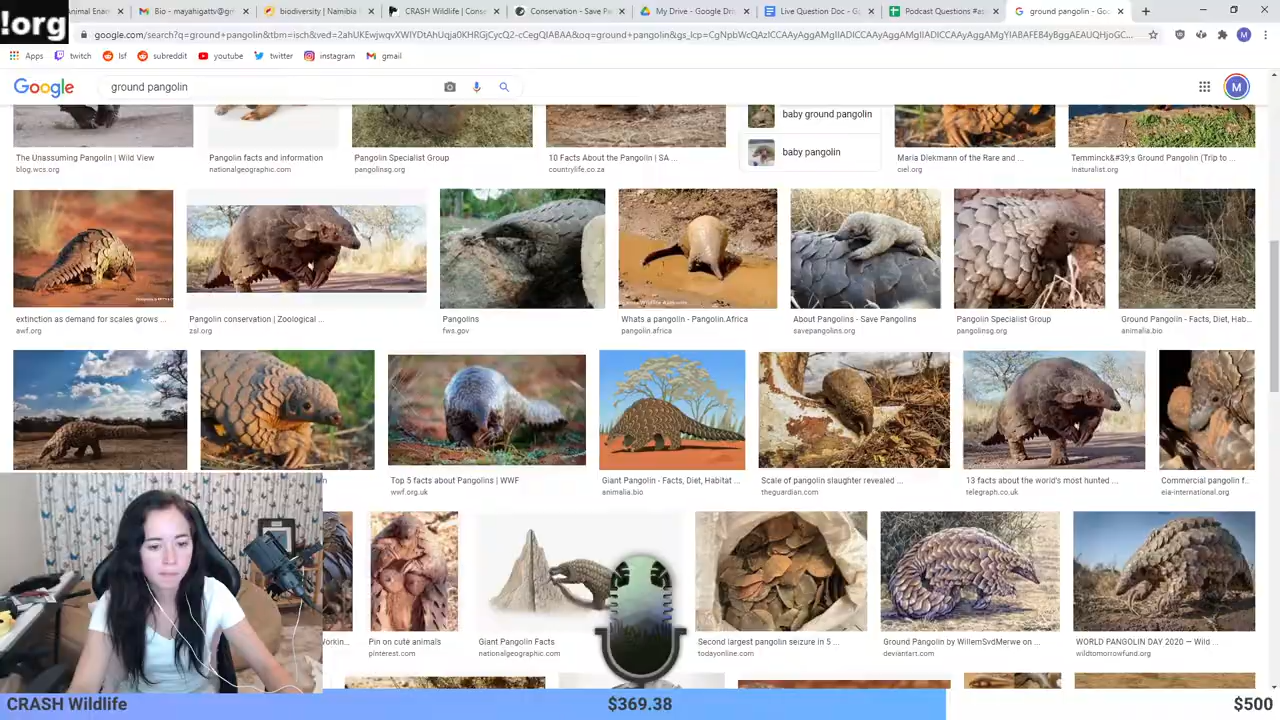 !org
Animal Enam
Bio - mayahigatt@gm
biodiversity | Namibia
CRASH Wildlife | Conse
Conservation - Save Pa
My Drive - Google D
Live Question Doc - Go
Podcast Questions #as
ground pangolin - Goo
Apps
twitch
lsf
subreddit
youtube
twitter
instagram
gmail
Google
ground pangolin
M
baby ground pangolin
baby pangolin
The Unassuming Pangolin | Wild View
blog.wcs.org
Pangolin facts and information
nationalgeographic.com
Pangolin Specialist Group
pangolinsg.org
10 Facts About the Pangolin | SA ...
countrylife.co.za
Maria Diekmann of the Rare and ...
ciel.org
Temminck&#39;s Ground Pangolin (Trip to ...
inaturalist.org
extinction as demand for scales grows ...
awf.org
Pangolin conservation | Zoological ...
zsl.org
Pangolins
fws.gov
Whats a pangolin - Pangolin.Africa
pangolin.africa
About Pangolins - Save Pangolins
savepangolins.org
Pangolin Specialist Group
pangolinsg.org
Ground Pangolin - Facts, Diet, Hab...
animalia.bio
Top 5 facts about Pangolins | WWF
wwf.org.uk
Giant Pangolin - Facts, Diet, Habitat ...
animalia.bio
Scale of pangolin slaughter revealed ...
theguardian.com
13 facts about the world's most hunted ...
telegraph.co.uk
Commercial pangolin f...
eia-international.org
Pin on cute animals
pinterest.com
Giant Pangolin Facts
nationalgeographic.com
Second largest pangolin seizure in 5 ...
todayonline.com
Ground Pangolin by WillemSvdMerwe on ...
deviantart.com
WORLD PANGOLIN DAY 2020 — Wild ...
wildtomorrowfund.org
CRASH Wildlife
$369.38
$500